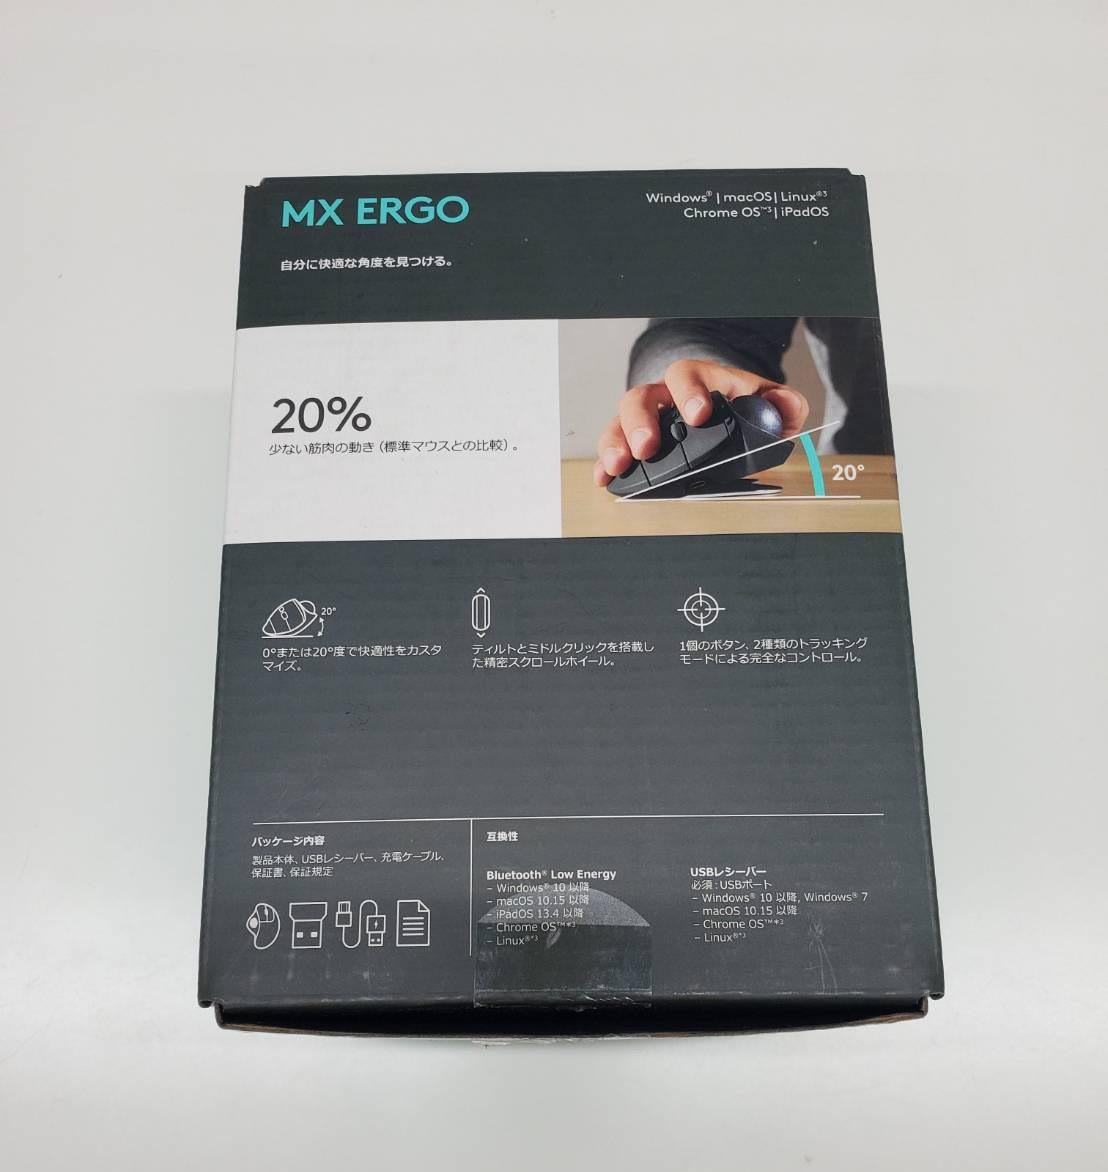 MX ERGO
Windows® | macOS | Linux®*3
Chrome OS™*3 | iPadOS
自分に快適な角度を見つける。
20%
少ない筋肉の動き（標準マウスとの比較）。
20°
20°
0°または20°度で快適性をカスタ
マイズ。
ティルトとミドルクリックを搭載し
た精密スクロールホイール。
1個のボタン、2種類のトラッキング
モードによる完全なコントロール。
パッケージ内容
製品本体、USBレシーバー、充電ケーブル、
保証書、保証規定
互換性
Bluetooth® Low Energy
– Windows® 10 以降
– macOS 10.15 以降
– iPadOS 13.4 以降
– Chrome OS™*3
– Linux®*3
USBレシーバー
必須：USBポート
– Windows® 10 以降, Windows® 7
– macOS 10.15 以降
– Chrome OS™*3
– Linux®*3